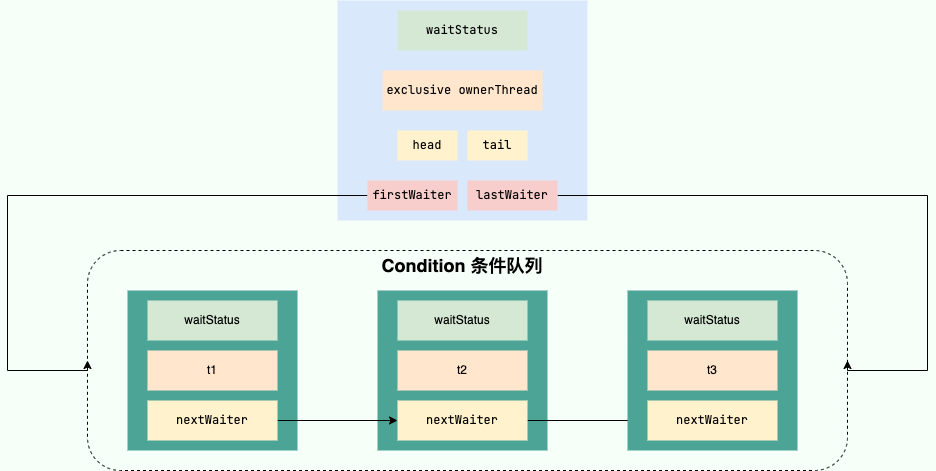 waitStatus
exclusive ownerThread
head
tail
firstWaiter
lastWaiter
Condition 条件队列
waitStatus
waitStatus
waitStatus
t1
t2
t3
nextWaiter
nextWaiter
nextWaiter